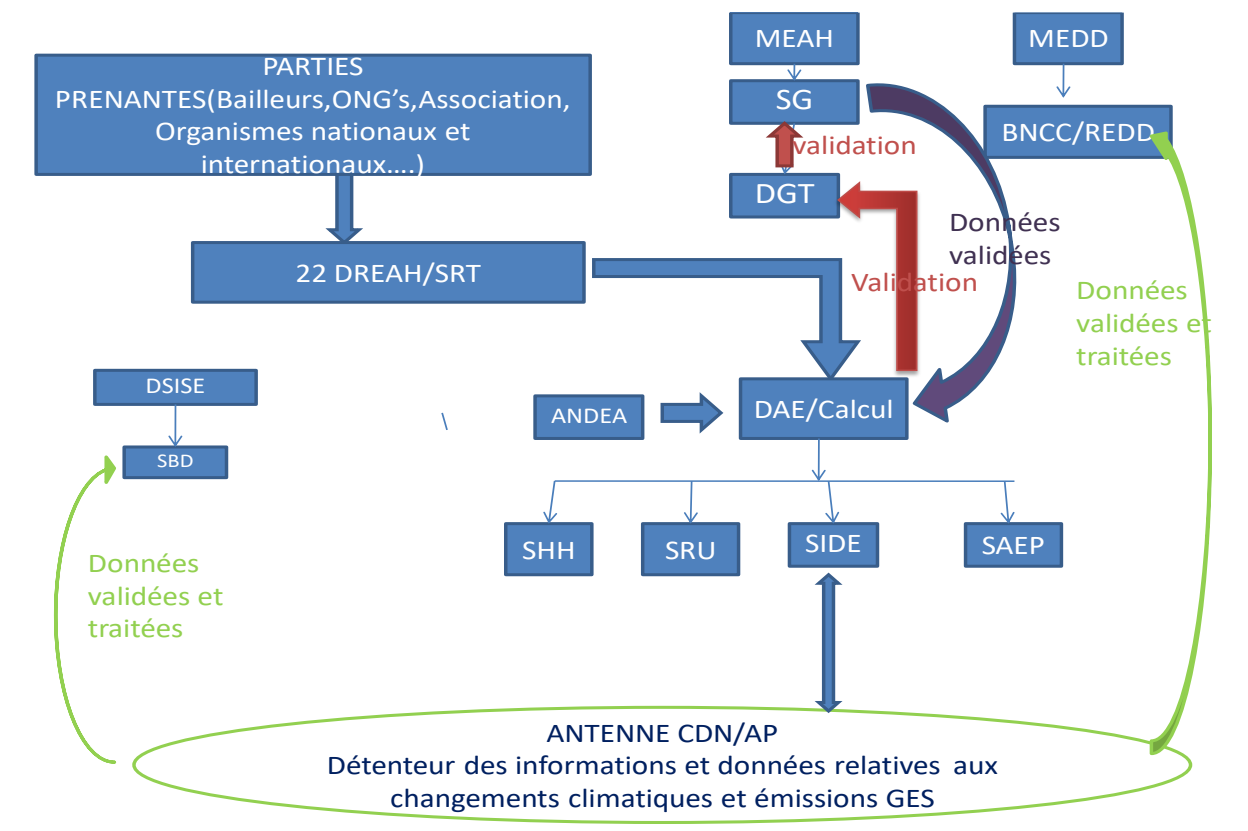 MEAH
MEDD
PARTIES
PRENANTES(Bailleurs,ONG's,Association,
Organismes nationaux et
internationaux....)
SG
BNCC/REDD
validation
DGT
Données
validées
22 DREAH/SRT
Validation
Données
validées et
traitées
DSISE
ANDEA
DAE/Calcul
\
SBD
SHH
SRU
SIDE
SAEP
Données
validées et
traitées
ANTENNE CDN/AP
Détenteur des informations et données relatives aux
changements climatiques et émissions GES